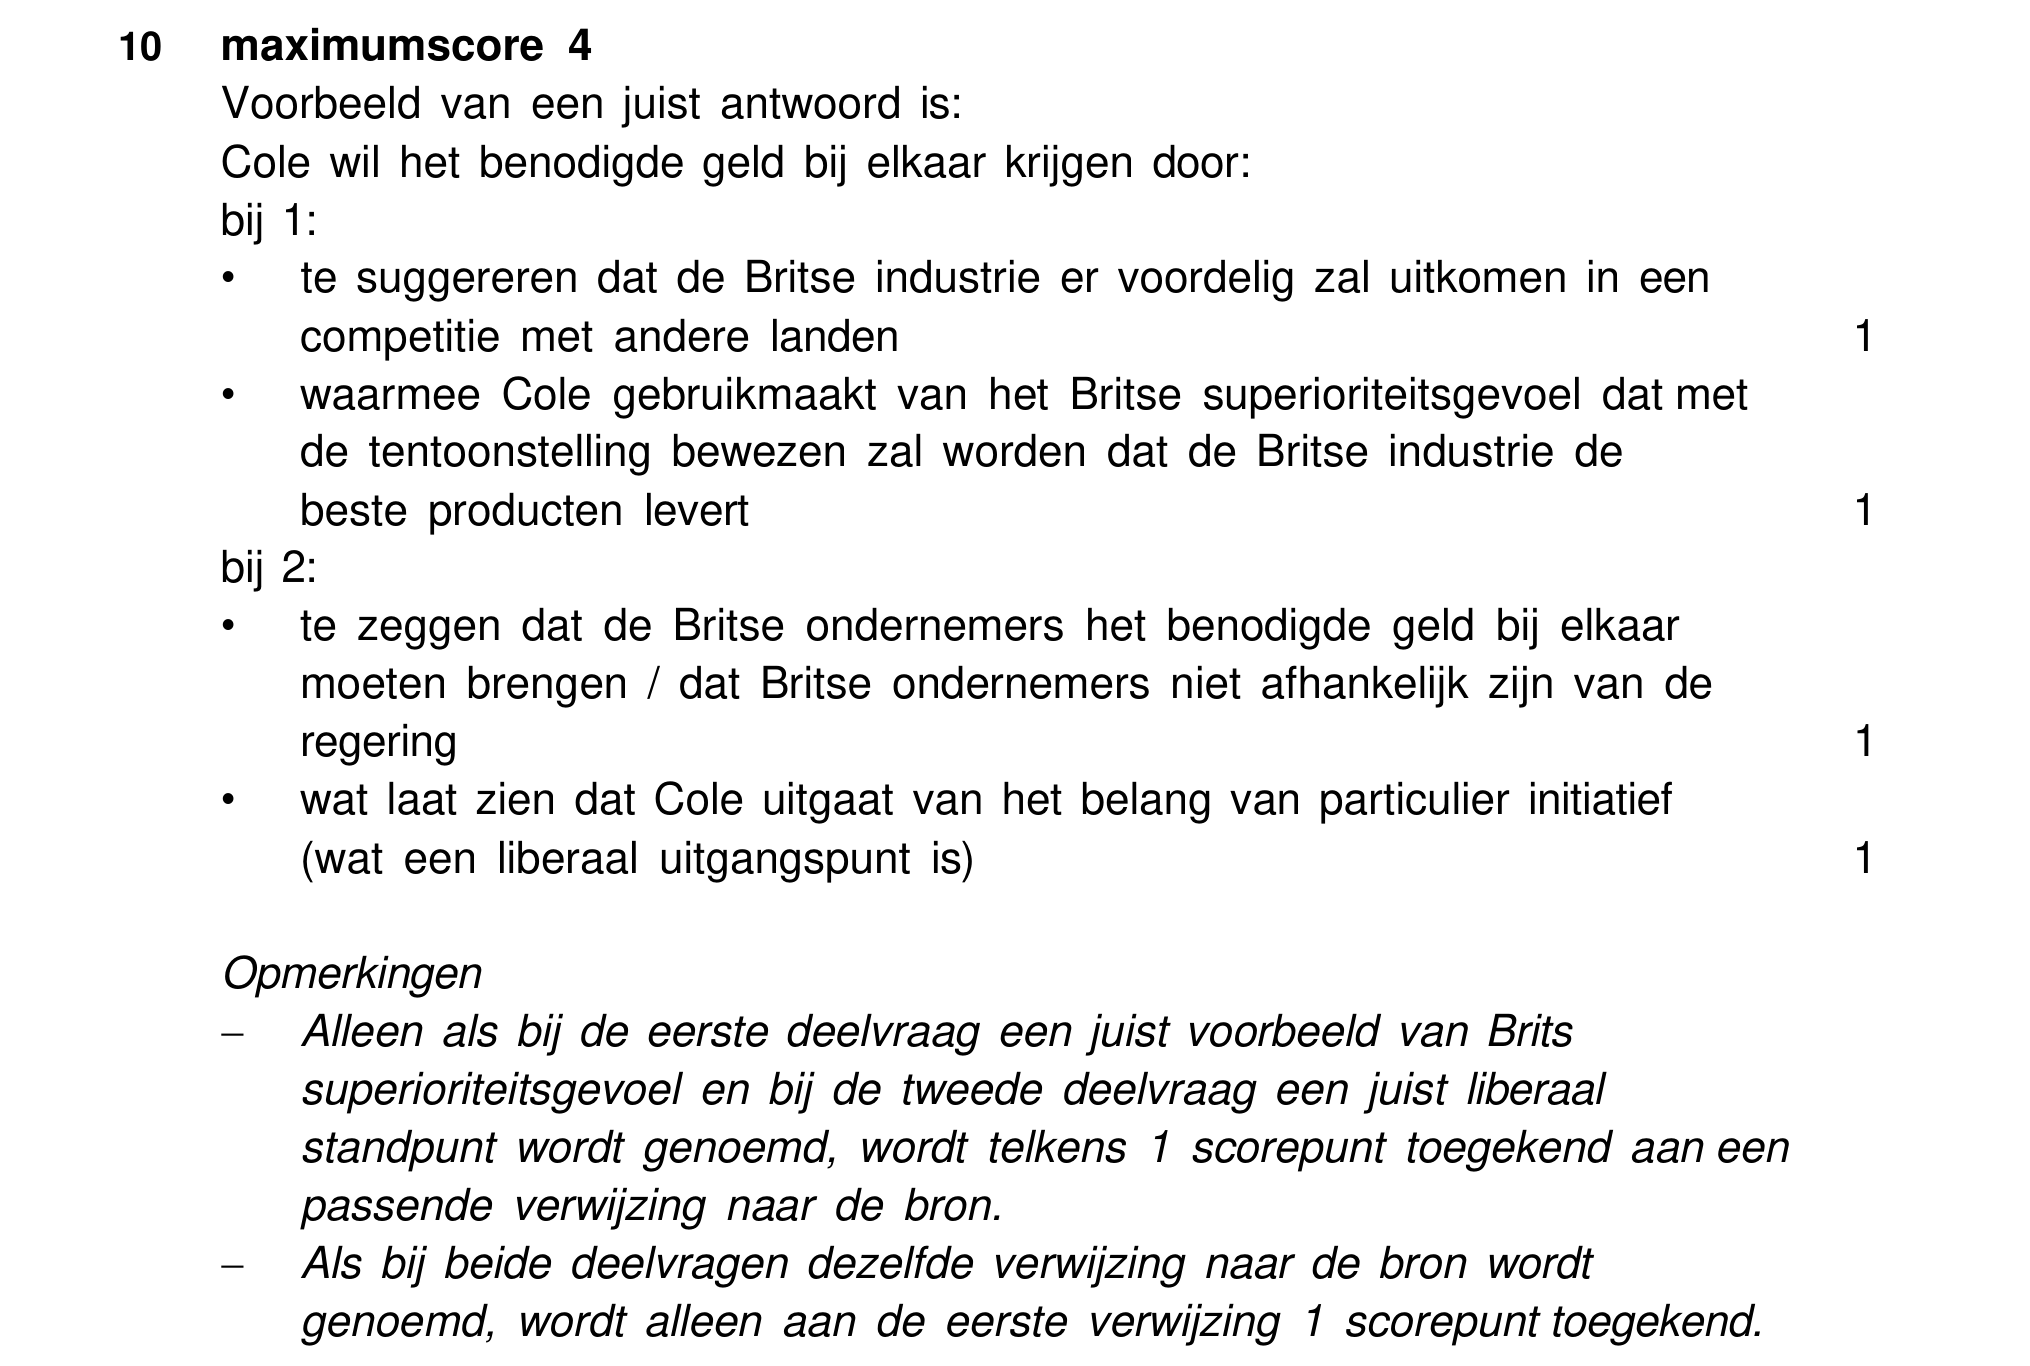 10 maximumscore 4
Voorbeeld van een juist antwoord is:
Cole wil het benodigde geld bij elkaar krijgen door:
bij 1:
• te suggereren dat de Britse industrie er voordelig zal uitkomen in een
competitie met andere landen 1
• waarmee Cole gebruikmaakt van het Britse superioriteitsgevoel dat met
de tentoonstelling bewezen zal worden dat de Britse industrie de
beste producten levert 1
bij 2:
• te zeggen dat de Britse ondernemers het benodigde geld bij elkaar
moeten brengen / dat Britse ondernemers niet afhankelijk zijn van de
regering 1
• wat laat zien dat Cole uitgaat van het belang van particulier initiatief
(wat een liberaal uitgangspunt is) 1
Opmerkingen
− Alleen als bij de eerste deelvraag een juist voorbeeld van Brits
superioriteitsgevoel en bij de tweede deelvraag een juist liberaal
standpunt wordt genoemd, wordt telkens 1 scorepunt toegekend aan een
passende verwijzing naar de bron.
− Als bij beide deelvragen dezelfde verwijzing naar de bron wordt
genoemd, wordt alleen aan de eerste verwijzing 1 scorepunt toegekend.